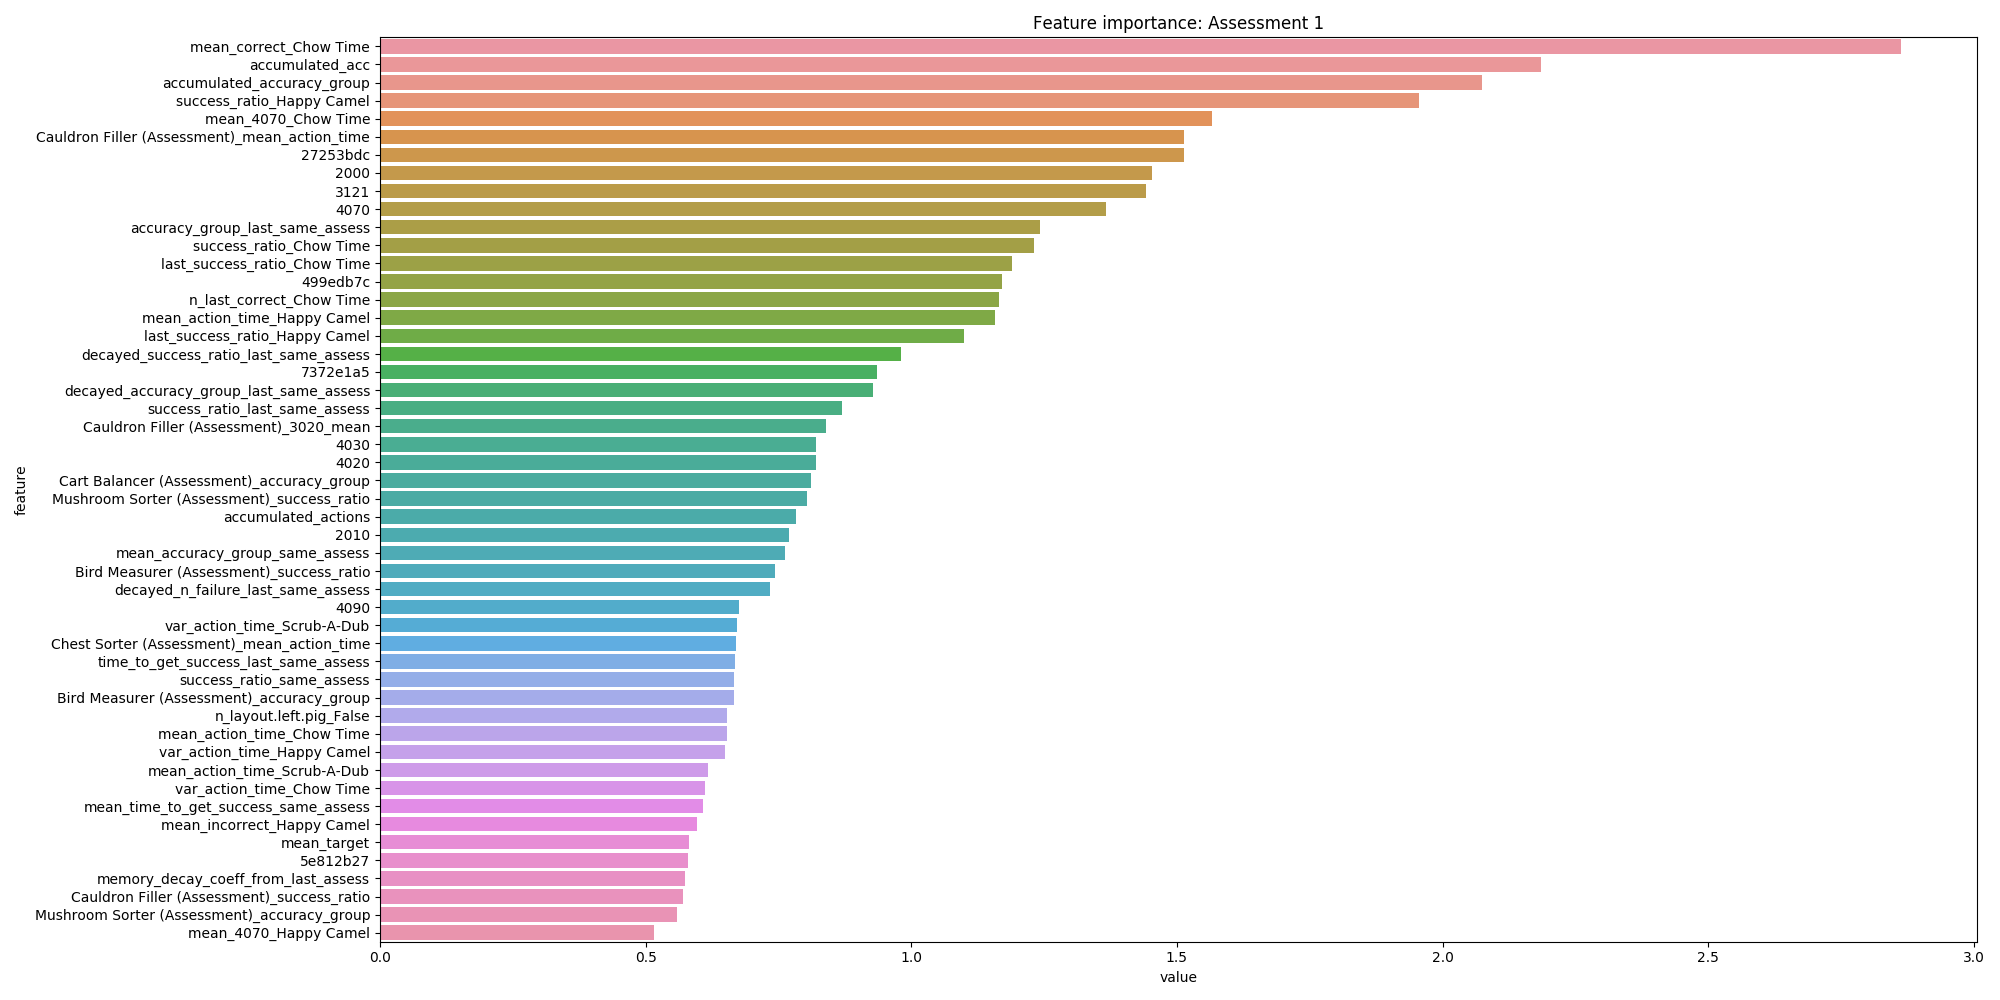 Feature importance: Assessment 1
mean_correct_Chow Time
accumulated_acc
accumulated_accuracy_group
success_ratio_Happy Camel
mean_4070_Chow Time
Cauldron Filler (Assessment)_mean_action_time
27253bdc
2000
3121
4070
accuracy_group_last_same_assess
success_ratio_Chow Time
last_success_ratio_Chow Time
499edb7c
n_last_correct_Chow Time
mean_action_time_Happy Camel
last_success_ratio_Happy Camel
decayed_success_ratio_last_same_assess
7372e1a5
decayed_accuracy_group_last_same_assess
success_ratio_last_same_assess
Cauldron Filler (Assessment)_3020_mean
4030
4020
Cart Balancer (Assessment)_accuracy_group
Mushroom Sorter (Assessment)_success_ratio
accumulated_actions
2010
mean_accuracy_group_same_assess
Bird Measurer (Assessment)_success_ratio
decayed_n_failure_last_same_assess
4090
var_action_time_Scrub-A-Dub
Chest Sorter (Assessment)_mean_action_time
time_to_get_success_last_same_assess
success_ratio_same_assess
Bird Measurer (Assessment)_accuracy_group
n_layout.left.pig_False
mean_action_time_Chow Time
var_action_time_Happy Camel
mean_action_time_Scrub-A-Dub
var_action_time_Chow Time
mean_time_to_get_success_same_assess
mean_incorrect_Happy Camel
mean_target
5e812b27
memory_decay_coeff_from_last_assess
Cauldron Filler (Assessment)_success_ratio
Mushroom Sorter (Assessment)_accuracy_group
mean_4070_Happy Camel
feature
0.0 0.5 1.0 1.5 2.0 2.5 3.0
value